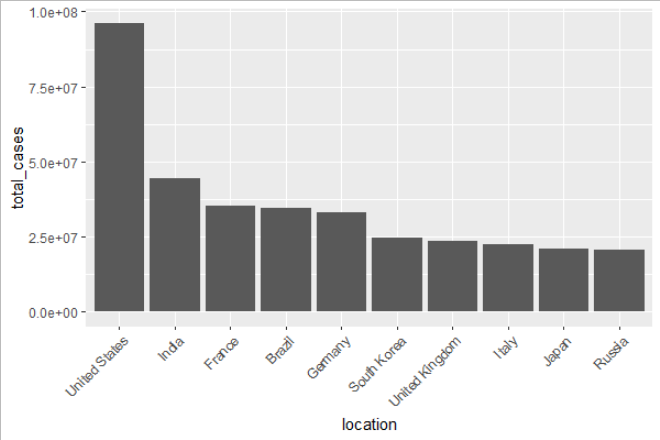 1.0e+08
7.5e+07
5.0e+07
2.5e+07
0.0e+00
total_cases
United States
India
France
Brazil
Germany
South Korea
United Kingdom
Italy
Japan
Russia
location